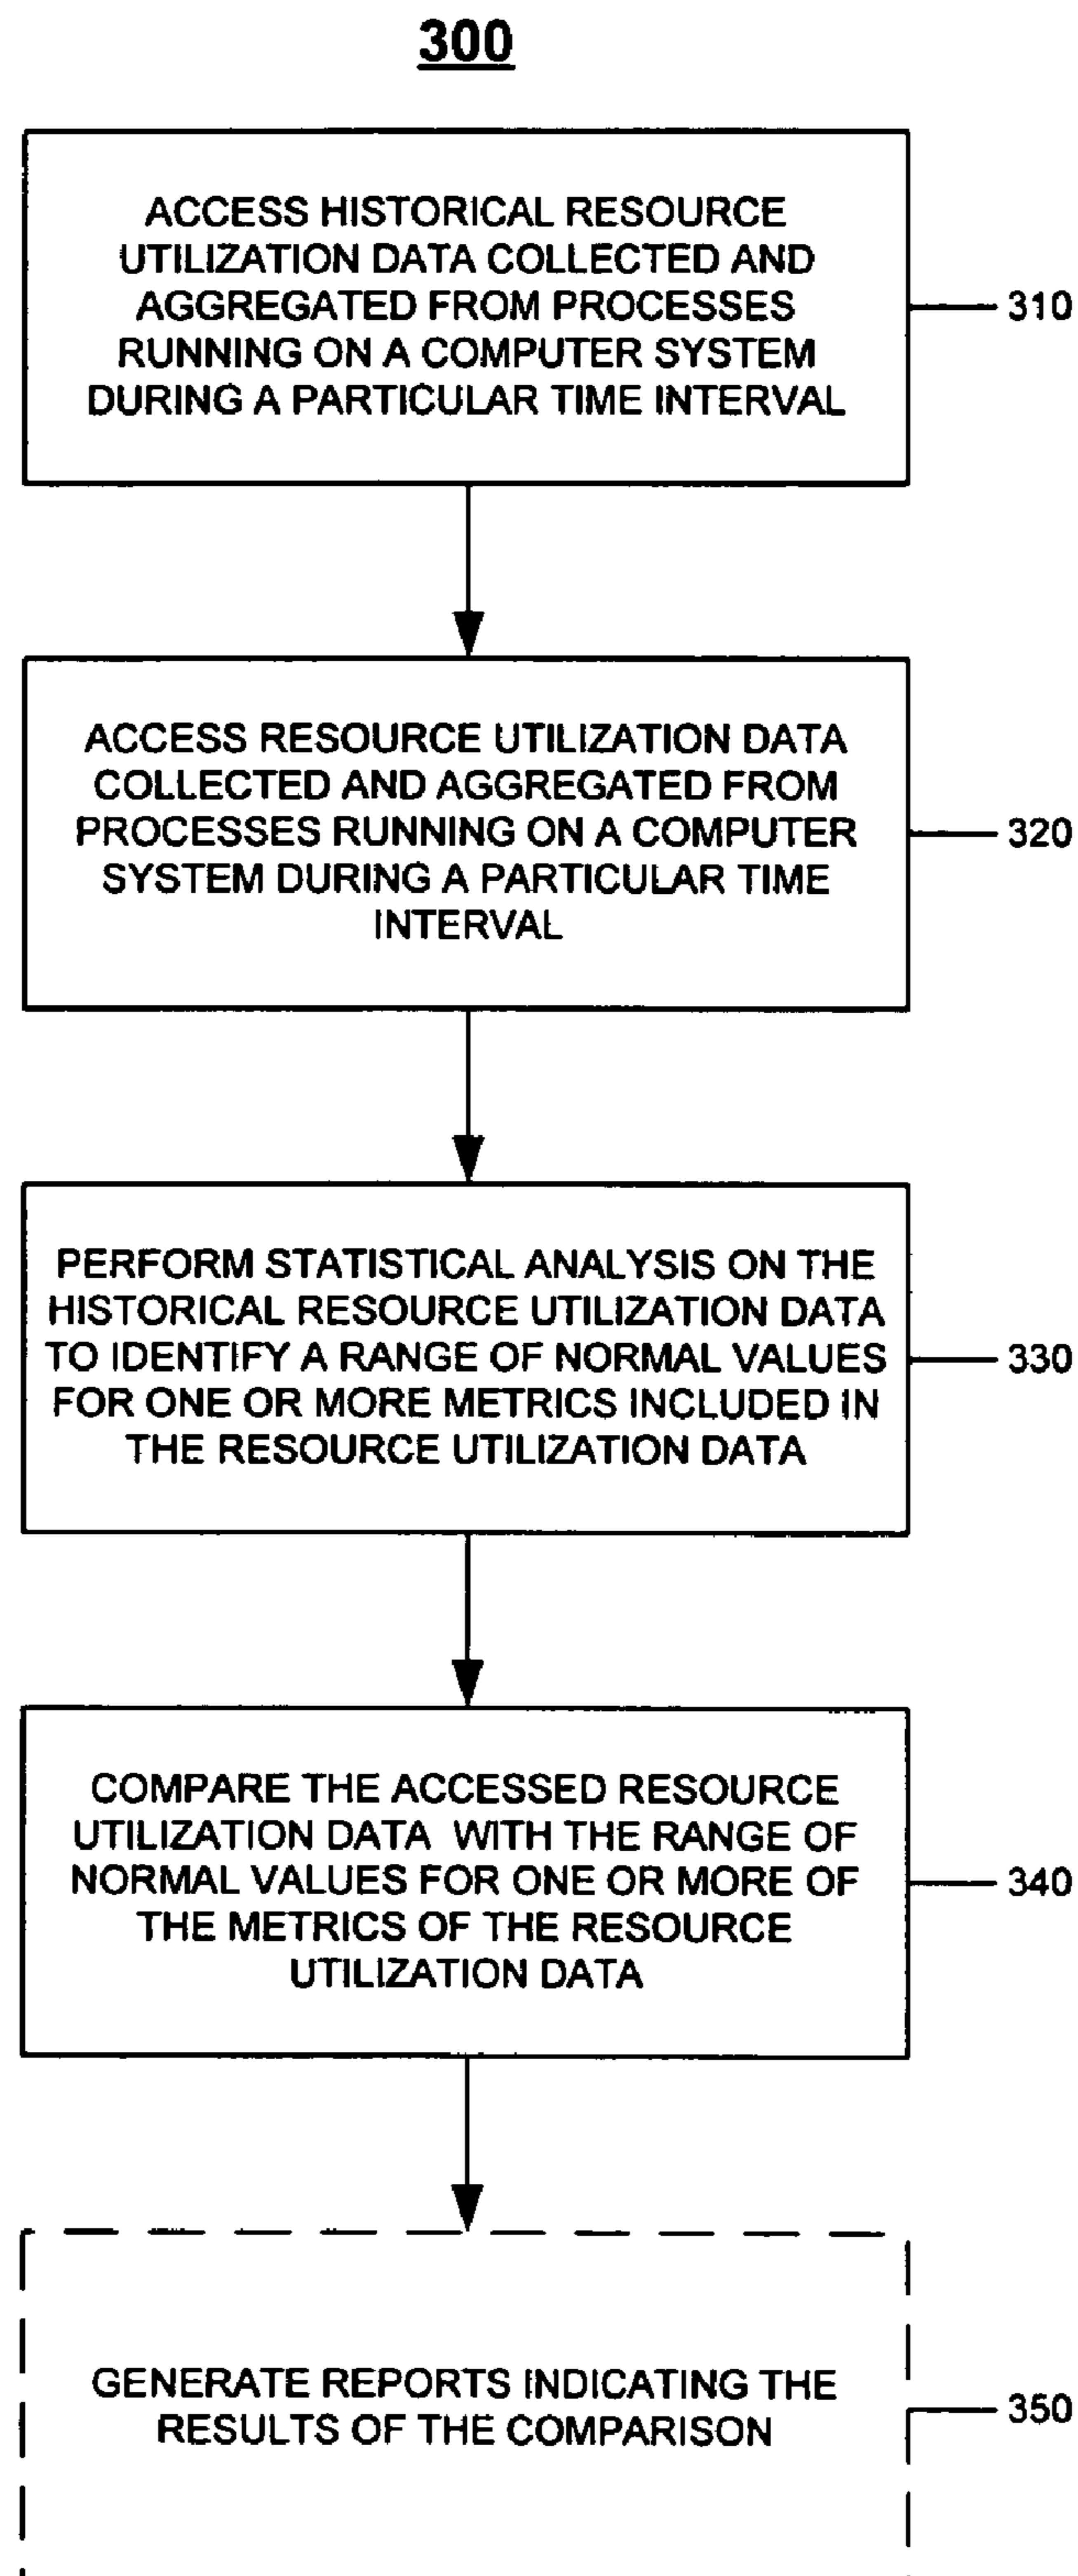 300
ACCESS HISTORICAL RESOURCE
UTILIZATION DATA COLLECTED AND
AGGREGATED FROM PROCESSES
RUNNING ON A COMPUTER SYSTEM
DURING A PARTICULAR TIME INTERVAL
310
ACCESS RESOURCE UTILIZATION DATA
COLLECTED AND AGGREGATED FROM
PROCESSES RUNNING ON A COMPUTER
SYSTEM DURING A PARTICULAR TIME
INTERVAL
320
PERFORM STATISTICAL ANALYSIS ON THE
HISTORICAL RESOURCE UTILIZATION DATA
TO IDENTIFY A RANGE OF NORMAL VALUES
FOR ONE OR MORE METRICS INCLUDED IN
THE RESOURCE UTILIZATION DATA
330
COMPARE THE ACCESSED RESOURCE
UTILIZATION DATA WITH THE RANGE OF
NORMAL VALUES FOR ONE OR MORE OF
THE METRICS OF THE RESOURCE
UTILIZATION DATA
340
GENERATE REPORTS INDICATING THE
RESULTS OF THE COMPARISON
350